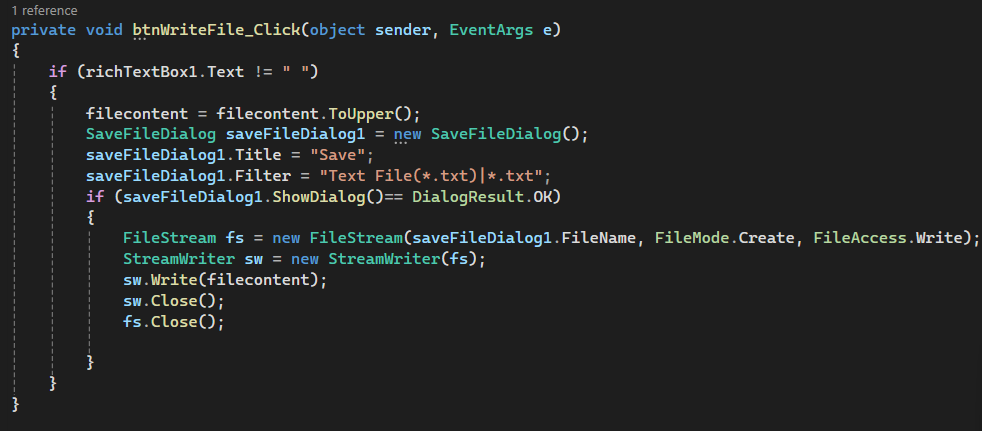 1 reference
private void btnWriteFile_Click(object sender, EventArgs e)
{
if (richTextBox1.Text != " ")
{
filecontent = filecontent.ToUpper();
SaveFileDialog saveFileDialog1 = new SaveFileDialog();
saveFileDialog1.Title = "Save";
saveFileDialog1.Filter = "Text File(*.txt)|*.txt";
if (saveFileDialog1.ShowDialog()== DialogResult.OK)
{
FileStream fs = new FileStream(saveFileDialog1.FileName, FileMode.Create, FileAccess.Write);
StreamWriter sw = new StreamWriter(fs);
sw.Write(filecontent);
sw.Close();
fs.Close();
}
}
}